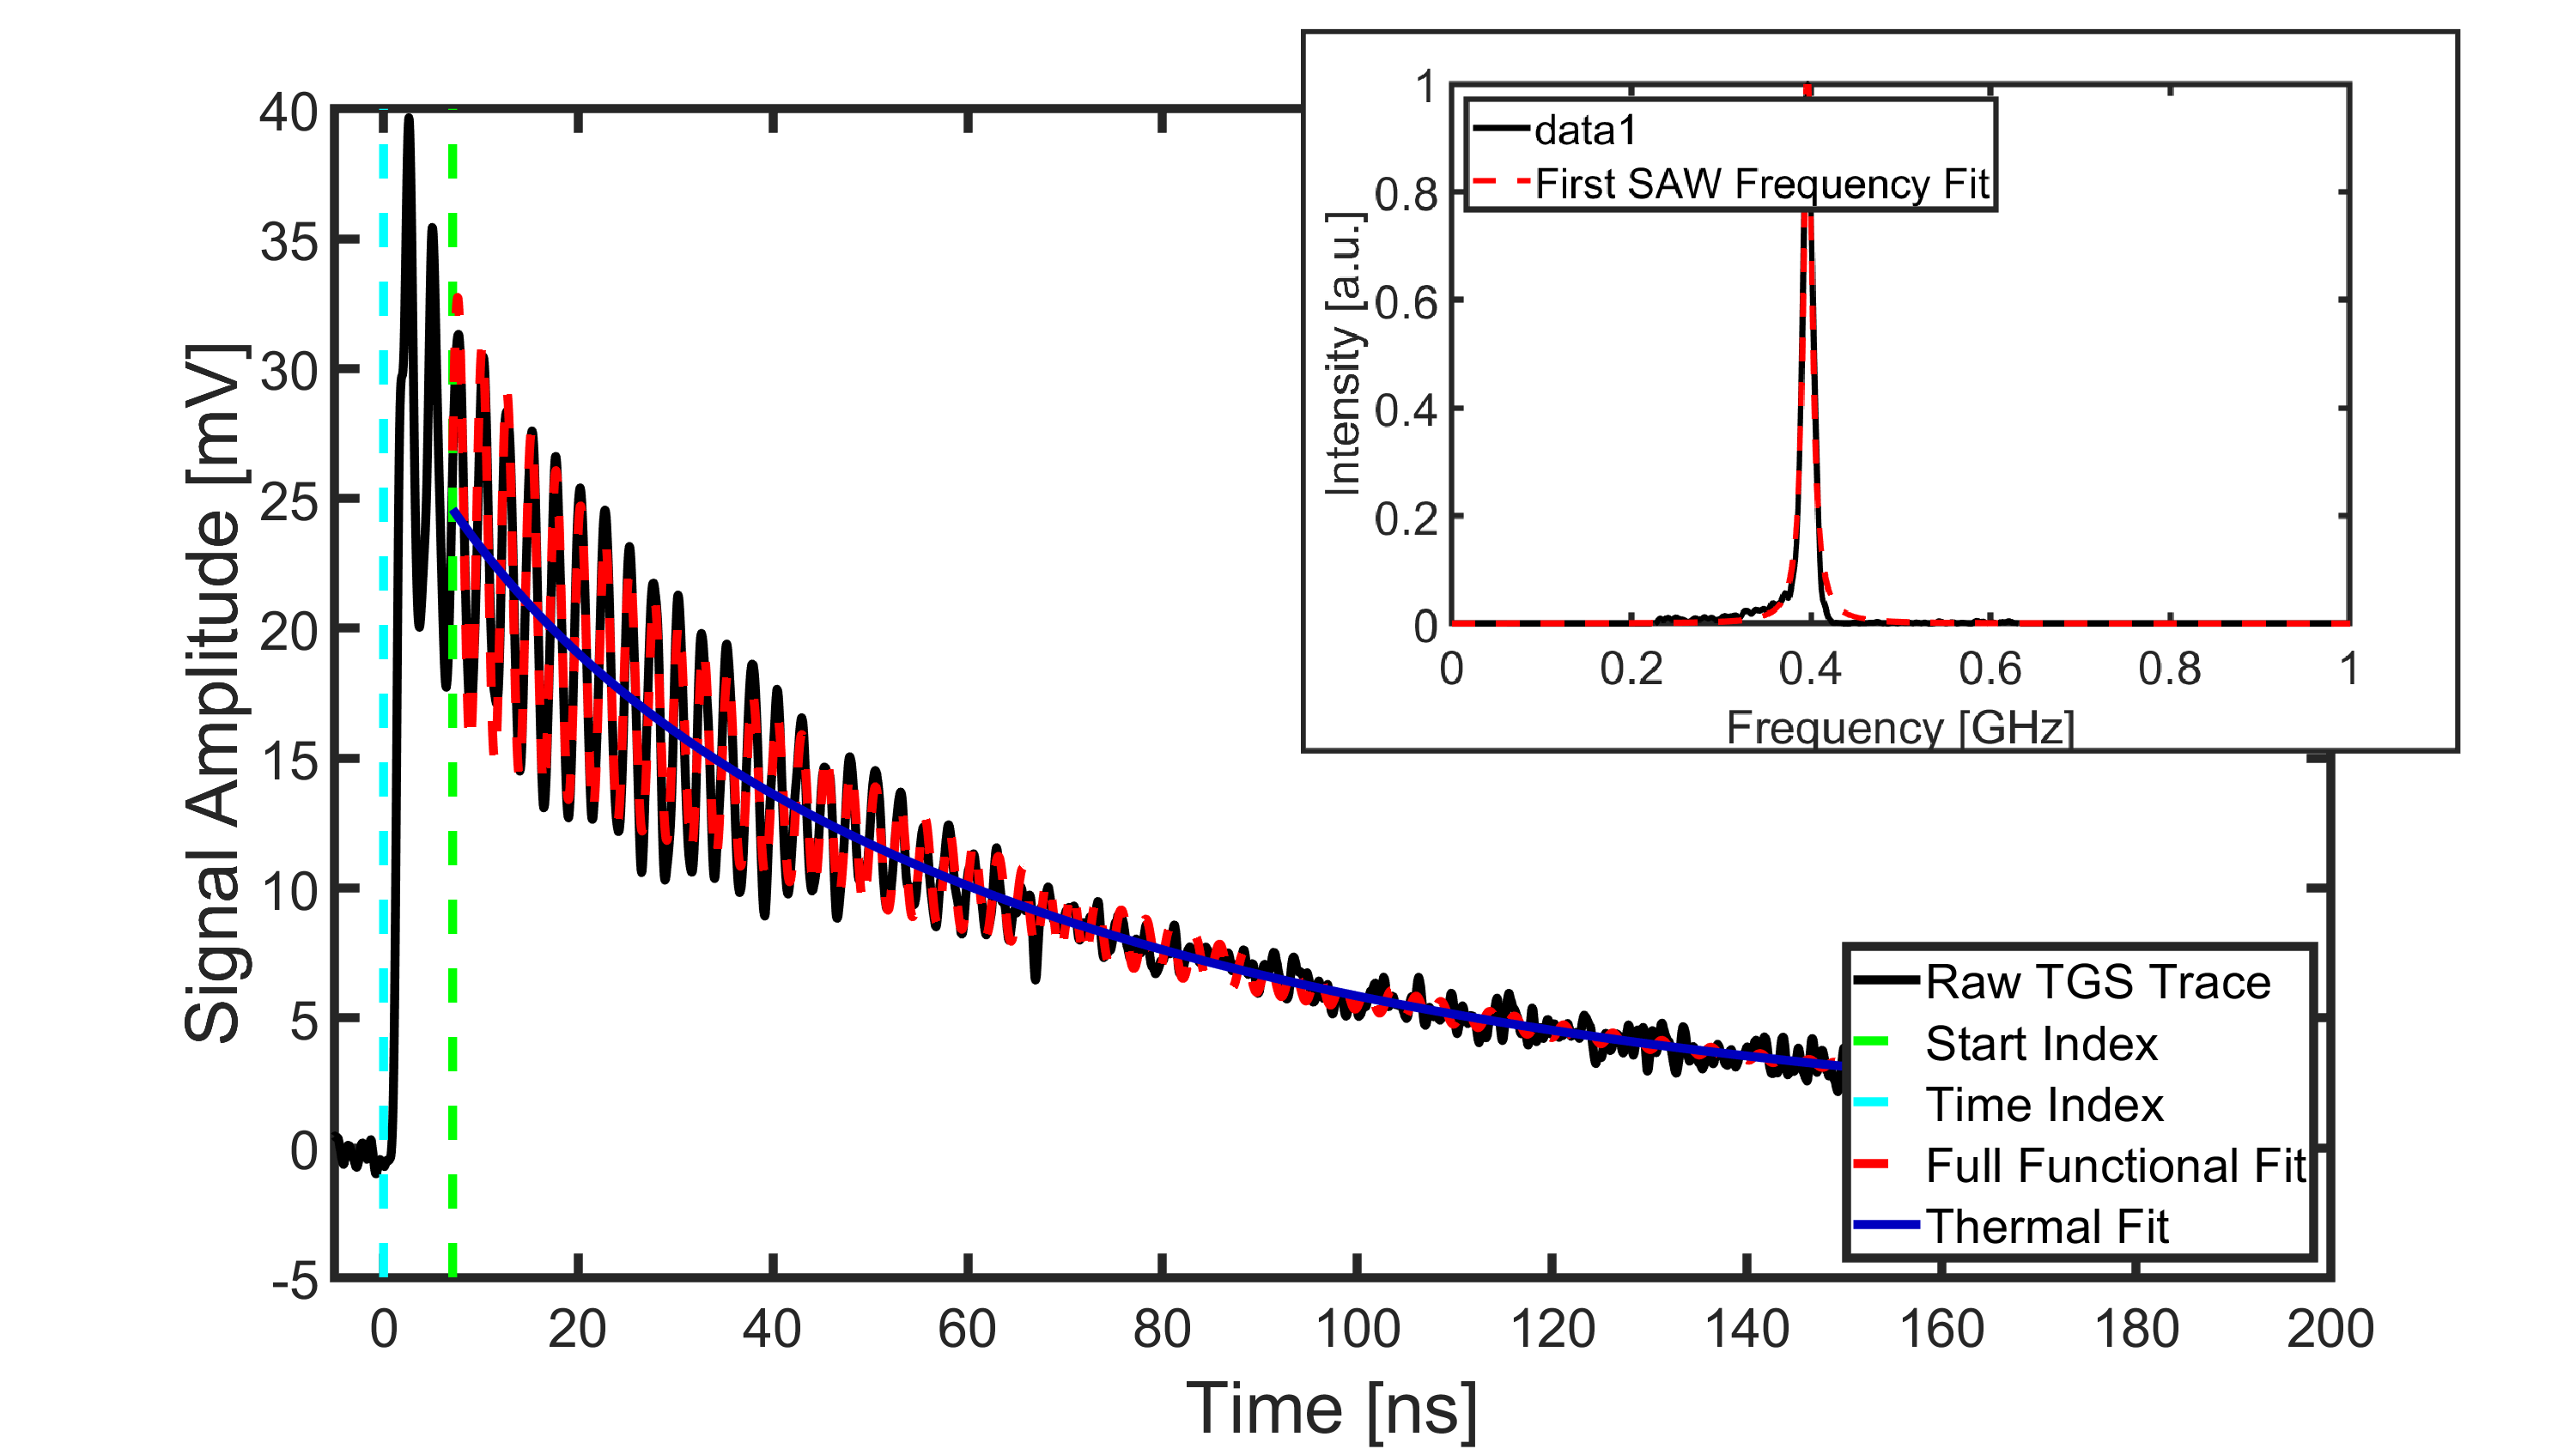 Signal Amplitude [mV]
40
35
30
25
20
15
10
5
0
-5
0 20 40 60 80 100 120 140 160 180 200
Time [ns]
Intensity [a.u.]
1
0.8
0.6
0.4
0.2
0
data1
First SAW Frequency Fit
0 0.2 0.4 0.6 0.8 1
Frequency [GHz]
Raw TGS Trace
Start Index
Time Index
Full Functional Fit
Thermal Fit